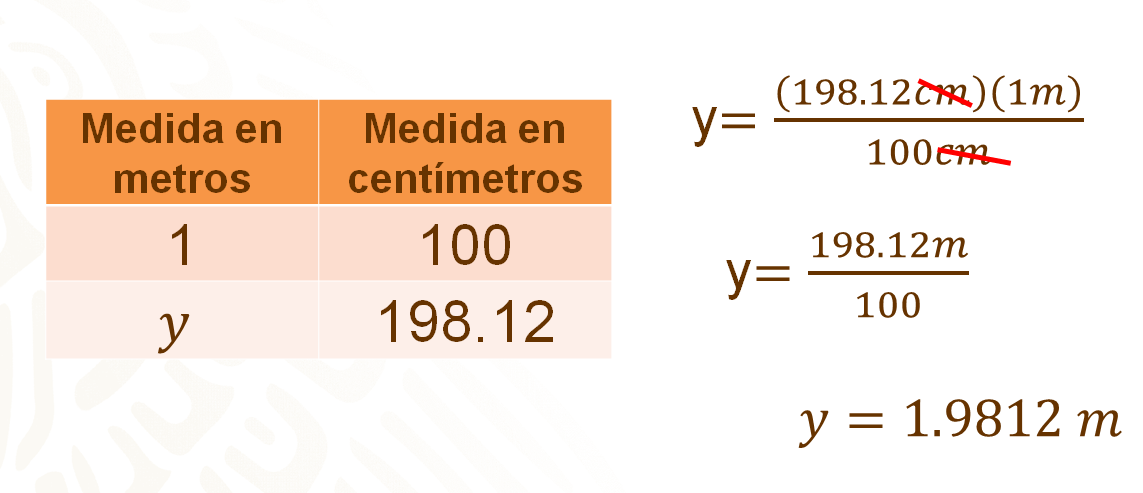 Medida en metros
Medida en centímetros
1
100
y
198.12
y= (198.12cm)(1m) / 100cm
y= 198.12m / 100
y = 1.9812 m